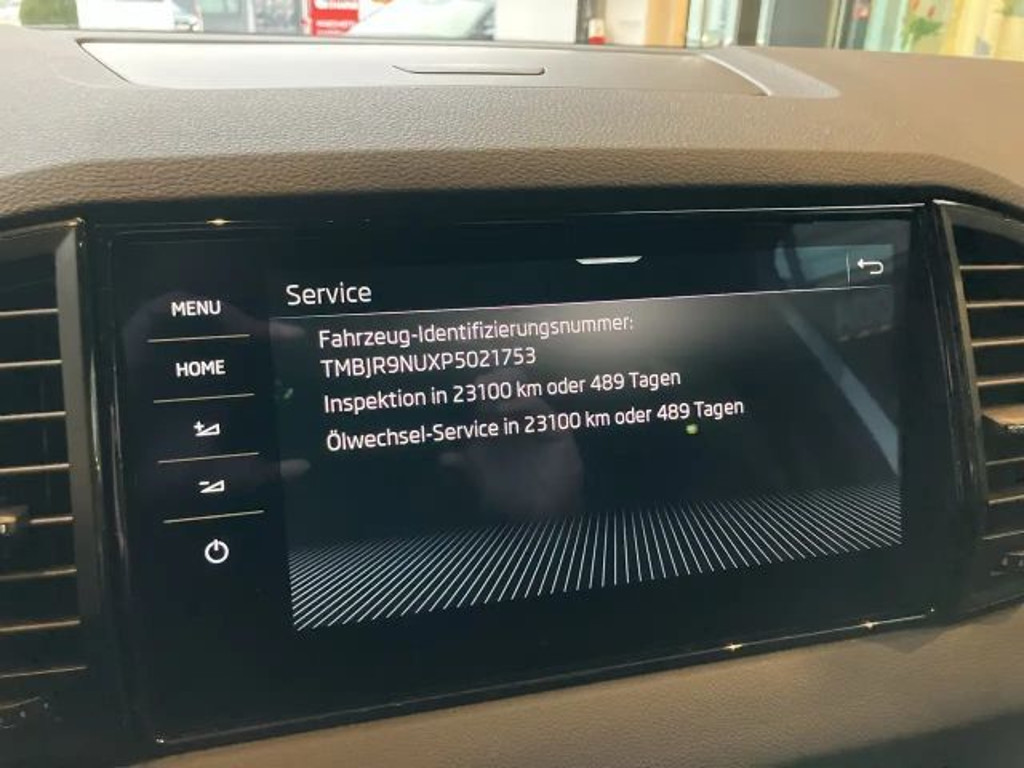 MENU
HOME
Service
Fahrzeug-Identifizierungsnummer:
TMBJR9NUXP5021753
Inspektion in 23100 km oder 489 Tagen
Ölwechsel-Service in 23100 km oder 489 Tagen